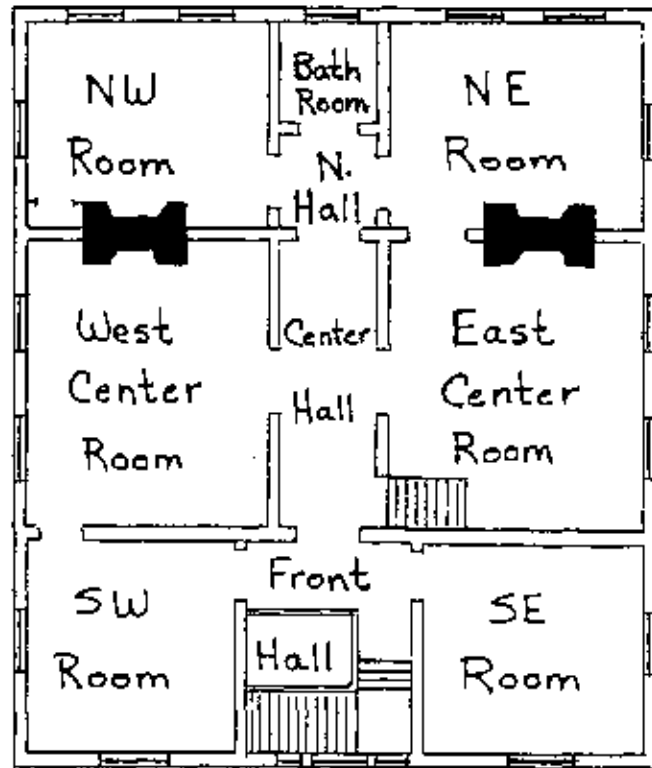 NW
Room
Bath
Room
N E
Room
N.
Hall
West
Center
Room
Center
Hall
East
Center
Room
SW
Room
Front
Hall
SE
Room